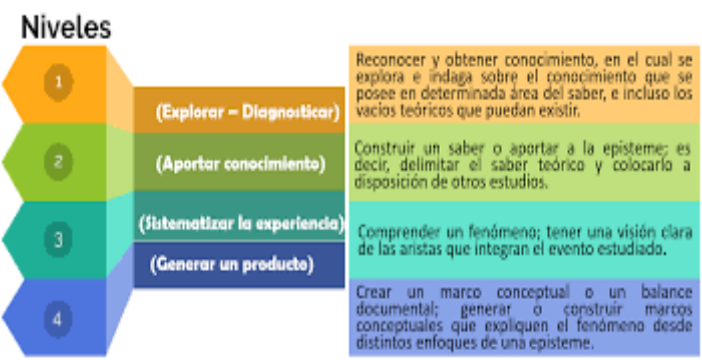 Niveles
1
(Explorar – Diagnosticar)
Reconocer y obtener conocimiento, en el cual se
explora e indaga sobre el conocimiento que se
posee en determinada área del saber, e incluso los
vacios teóricos que puedan existir.
2
(Aportar conocimiento)
Construir un saber o aportar a la episteme; es
decir, delimitar el saber teórico y colocarlo a
disposición de otros estudios.
3
(Sistematizar la experiencia)
Comprender un fenómeno; tener una visión clara
de las aristas que integran el evento estudiado.
4
(Generar un producto)
Crear un marco conceptual o un balance
documental; generar o construir marcos
conceptuales que expliquen el fenómeno desde
distintos enfoques de una episteme.